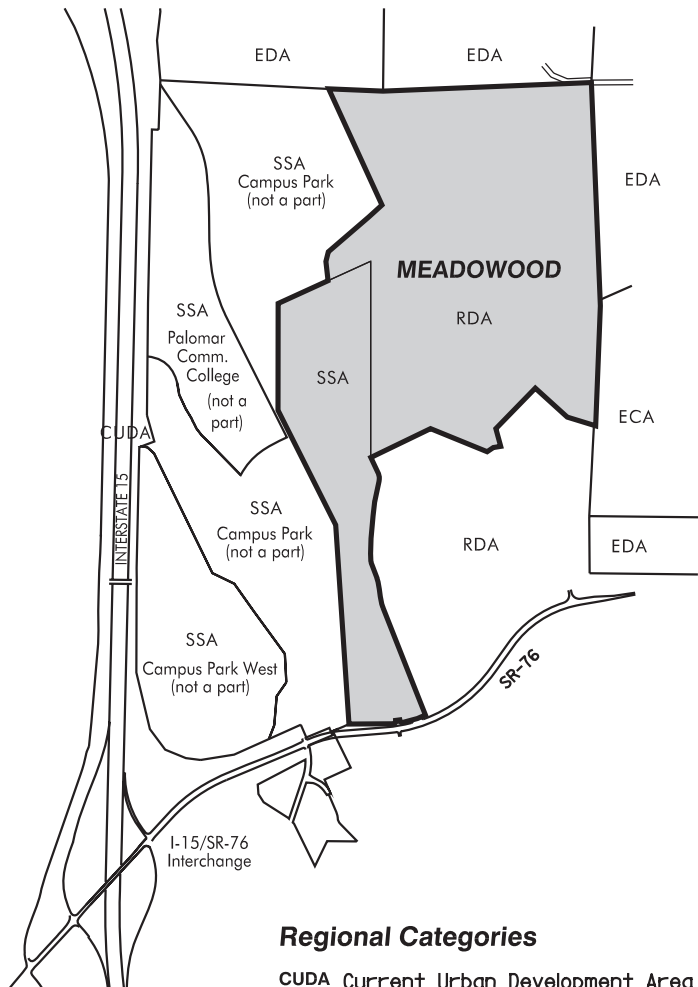 EDA
EDA
SSA
Campus Park
(not a part)
EDA
MEADOWOOD
RDA
SSA
Palomar
Comm.
College
(not a
part)
SSA
ECA
CUDA
INTERSTATE 15
SSA
Campus Park
(not a part)
RDA
EDA
SSA
Campus Park West
(not a part)
SR-76
I-15/SR-76
Interchange
Regional Categories
CUDA Current Urban Development Area